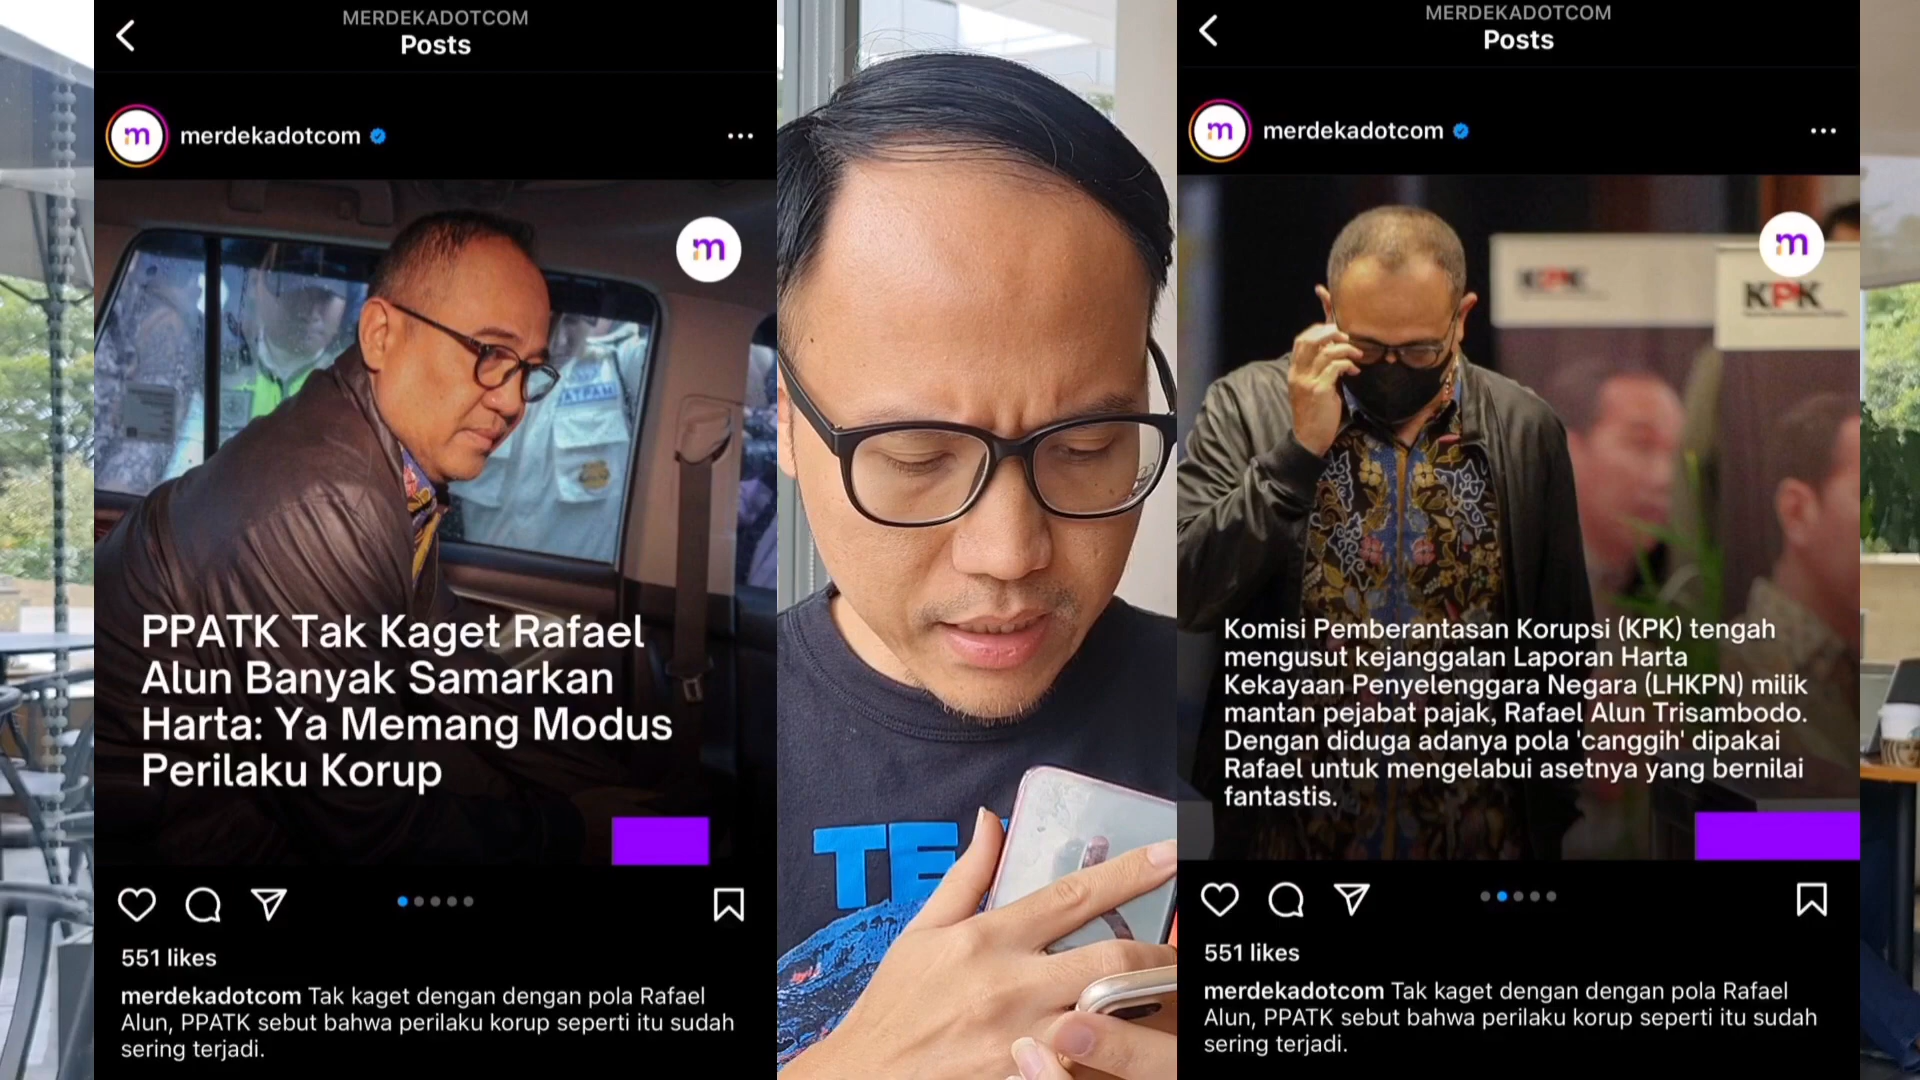 MERDEKADOTCOM
Posts
m
merdekadotcom
m
ATPAM
PPATK Tak Kaget Rafael
Alun Banyak Samarkan
Harta: Ya Memang Modus
Perilaku Korup
551 likes
merdekadotcom Tak kaget dengan dengan pola Rafael
Alun, PPATK sebut bahwa perilaku korup seperti itu sudah
sering terjadi.
TE
MERDEKADOTCOM
Posts
m
merdekadotcom
m
KPK
KPK
Komisi Pemberantasan Korupsi (KPK) tengah
mengusut kejanggalan Laporan Harta
Kekayaan Penyelenggara Negara (LHKPN) milik
mantan pejabat pajak, Rafael Alun Trisambodo.
Dengan diduga adanya pola 'canggih' dipakai
Rafael untuk mengelabui asetnya yang bernilai
fantastis.
551 likes
merdekadotcom Tak kaget dengan dengan pola Rafael
Alun, PPATK sebut bahwa perilaku korup seperti itu sudah
sering terjadi.